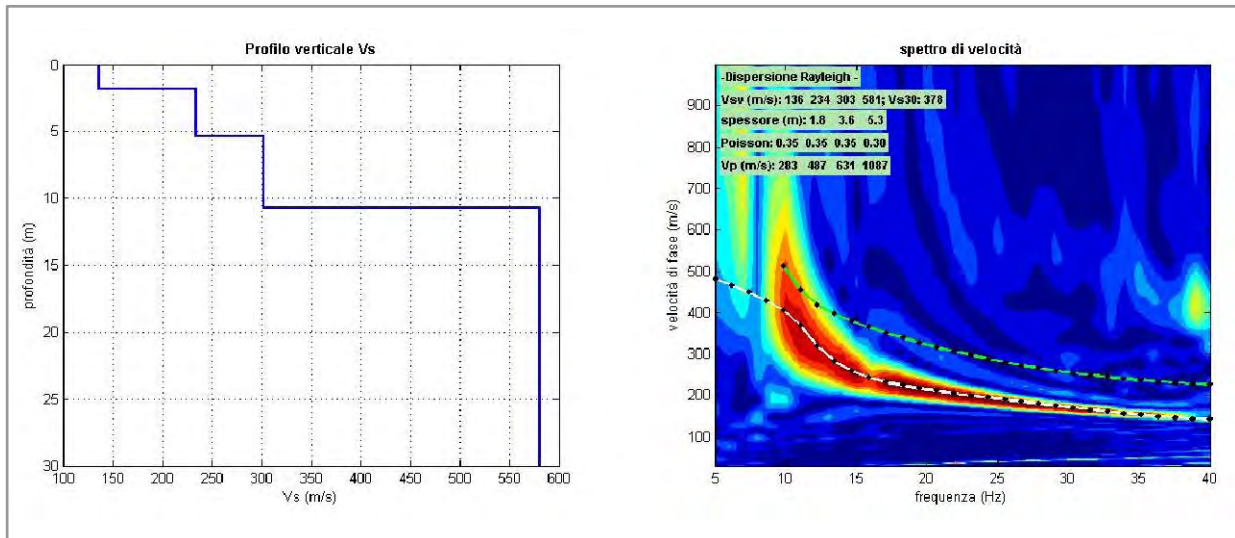 Profilo verticale Vs
0
5
10
15
20
25
30
profondità (m)
100 150 200 250 300 350 400 450 500 550 600
Vs (m/s)
spettro di velocità
-Dispersione Rayleigh -
Vsv (m/s): 136 234 303 581; Vs30: 378
spessore (m): 1.8 3.6 5.3
Poisson: 0.35 0.35 0.35 0.30
Vp (m/s): 283 487 631 1087
900
800
700
600
500
400
300
200
100
velocità di fase (m/s)
5 10 15 20 25 30 35 40
frequenza (Hz)